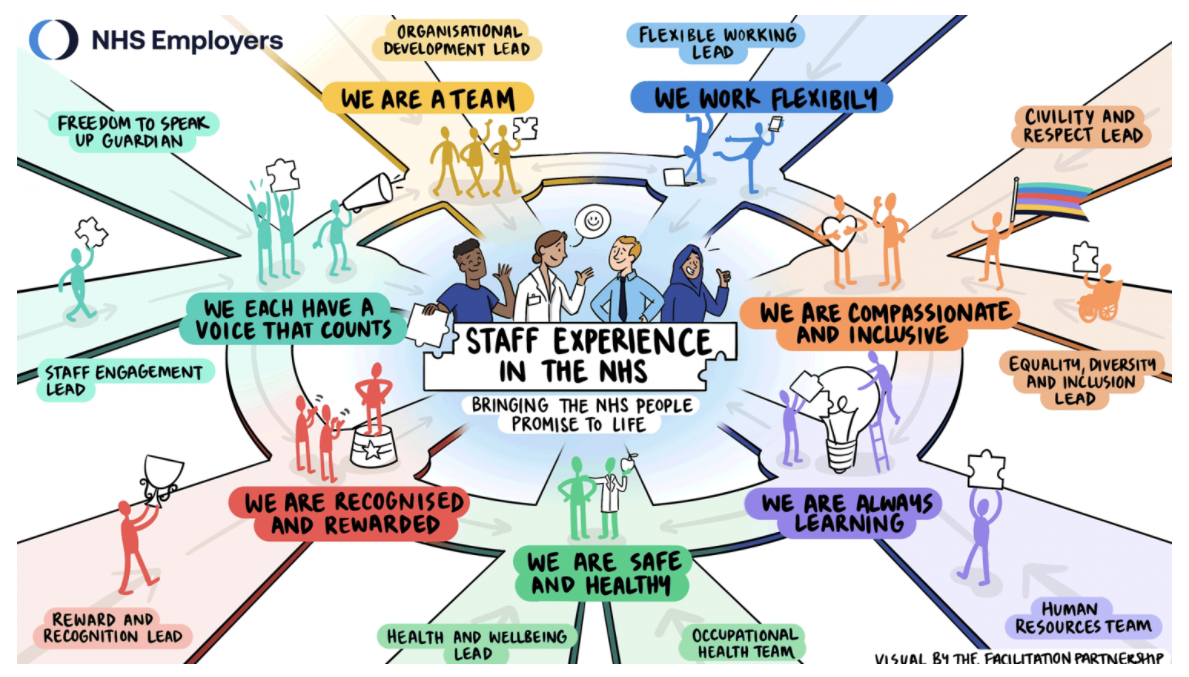 NHS Employers
ORGANISATIONAL
DEVELOPMENT LEAD
FLEXIBLE WORKING
LEAD
WE ARE A TEAM
WE WORK FLEXIBILY
FREEDOM TO SPEAK
UP GUARDIAN
CIVILITY AND
RESPECT LEAD
WE EACH HAVE A
VOICE THAT COUNTS
WE ARE COMPASSIONATE
AND INCLUSIVE
STAFF EXPERIENCE
IN THE NHS
BRINGING THE NHS PEOPLE
PROMISE TO LIFE
STAFF ENGAGEMENT
LEAD
EQUALITY, DIVERSITY
AND INCLUSION
LEAD
WE ARE RECOGNISED
AND REWARDED
WE ARE ALWAYS
LEARNING
WE ARE SAFE
AND HEALTHY
REWARD AND
RECOGNITION LEAD
HEALTH AND WELLBEING
LEAD
OCCUPATIONAL
HEALTH TEAM
HUMAN
RESOURCES TEAM
VISUAL BY THE FACILITATION PARTNERSHIP